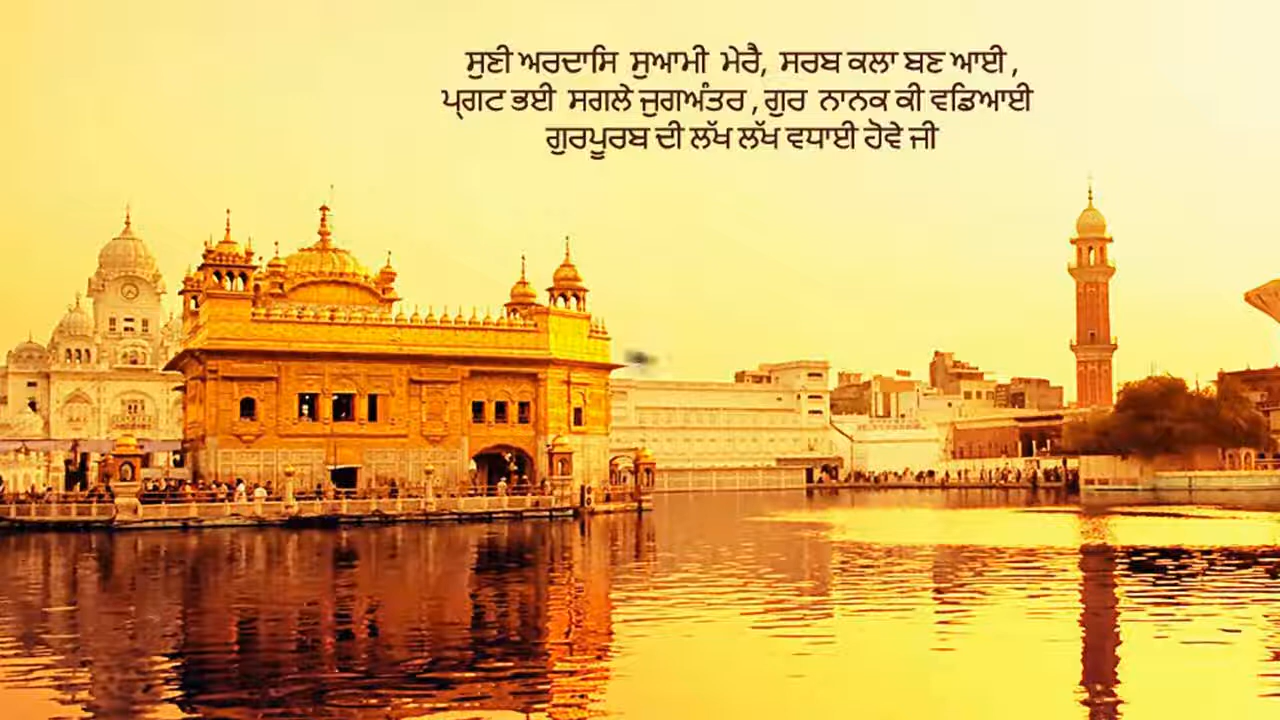 ਸੁਣੀ ਅਰਦਾਸਿ ਸੁਆਮੀ ਮੇਰੈ, ਸਰਬ ਕਲਾ ਬਣ ਆਈ ,
ਪ੍ਰਗਟ ਭਈ ਸਗਲੇ ਜੁਗਅੰਤਰ , ਗੁਰ ਨਾਨਕ ਕੀ ਵਡਿਆਈ
ਗੁਰਪੂਰਬ ਦੀ ਲੱਖ ਲੱਖ ਵਧਾਈ ਹੋਵੇ ਜੀ